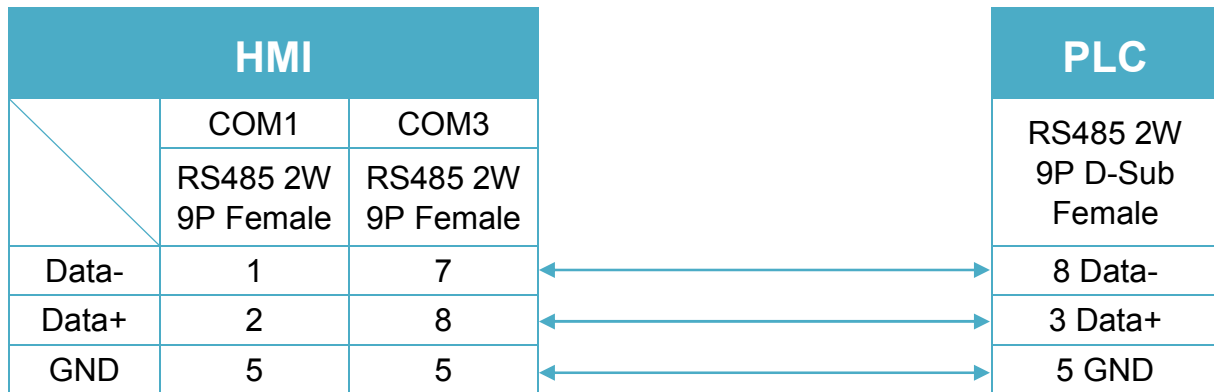 HMI PLC
COM1 COM3
RS485 2W
9P Female
RS485 2W
9P Female
RS485 2W
9P D-Sub
Female
Data- 1 7 8 Data-
Data+ 2 8 3 Data+
GND 5 5 5 GND